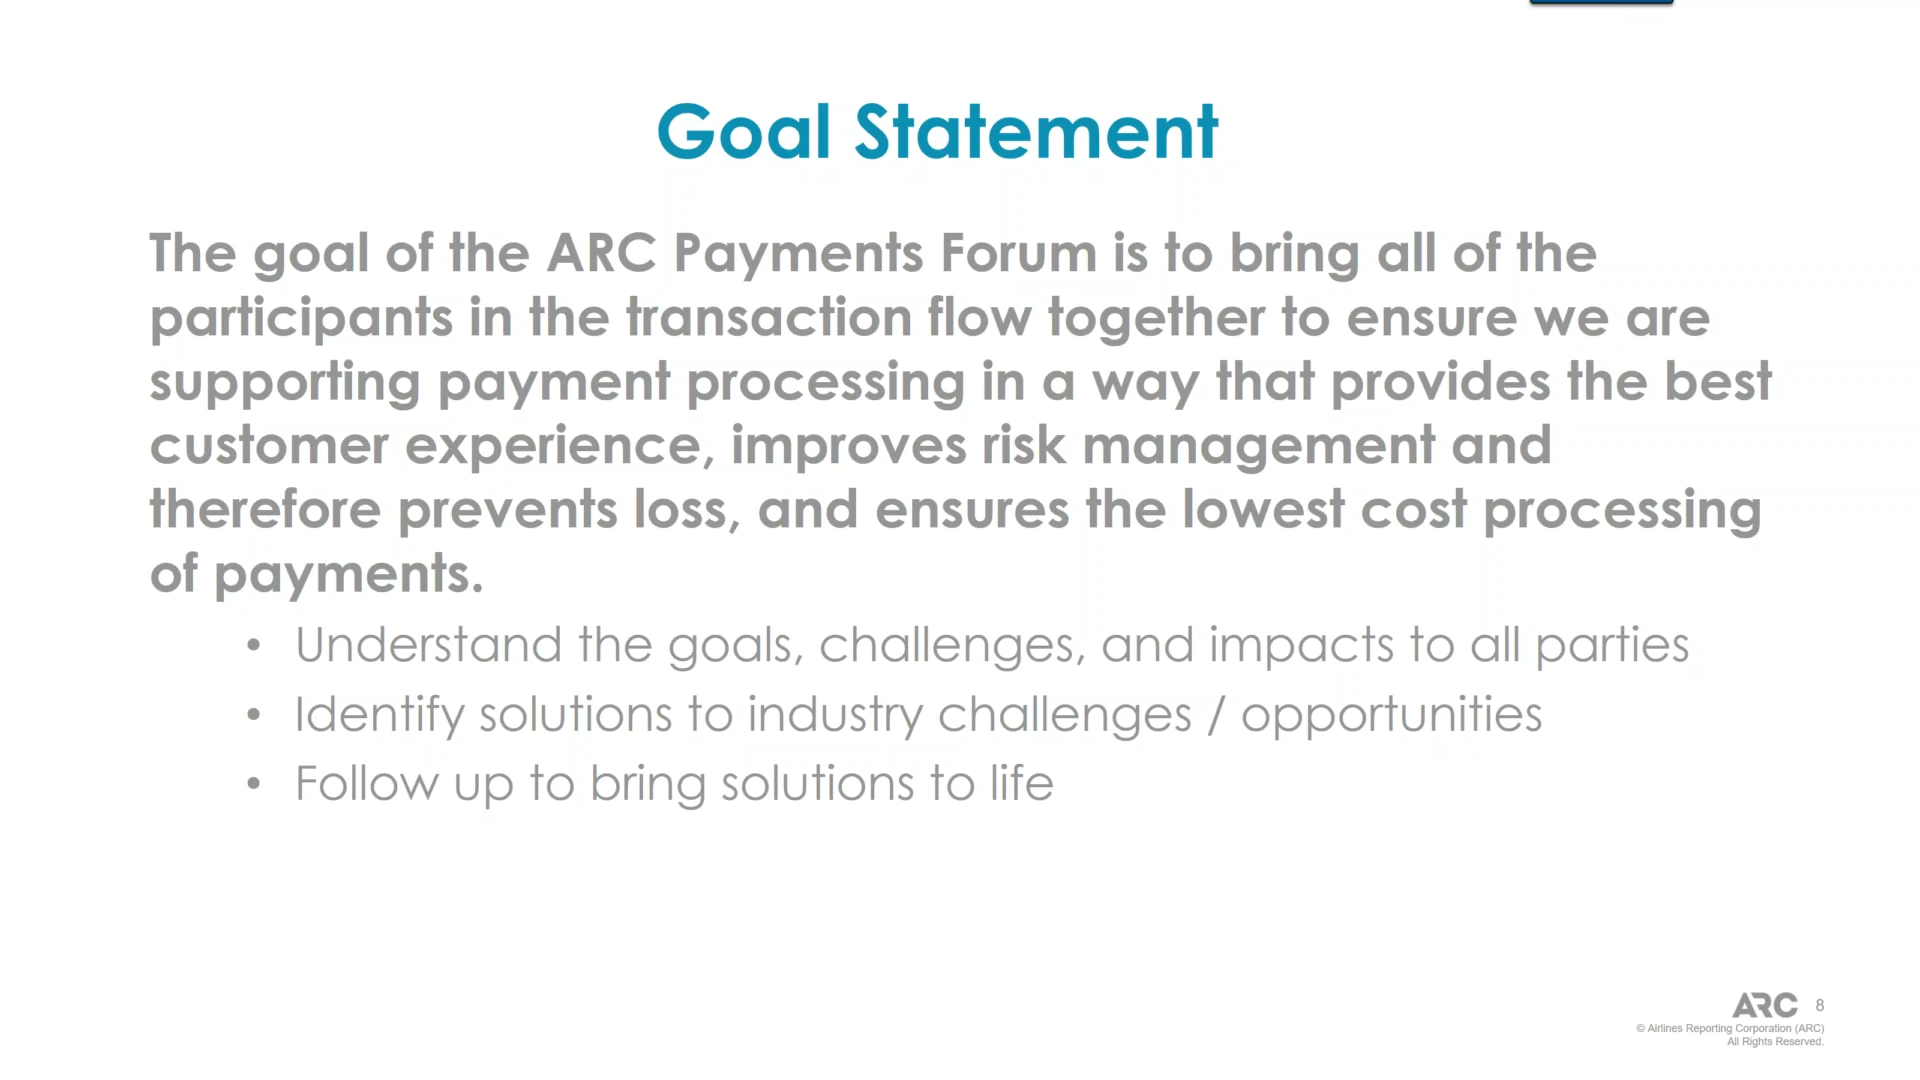 Goal Statement
The goal of the ARC Payments Forum is to bring all of the
participants in the transaction flow together to ensure we are
supporting payment processing in a way that provides the best
customer experience, improves risk management and
therefore prevents loss, and ensures the lowest cost processing
of payments.
• Understand the goals, challenges, and impacts to all parties
• Identify solutions to industry challenges / opportunities
• Follow up to bring solutions to life
ARC 8
© Airlines Reporting Corporation (ARC)
All Rights Reserved.